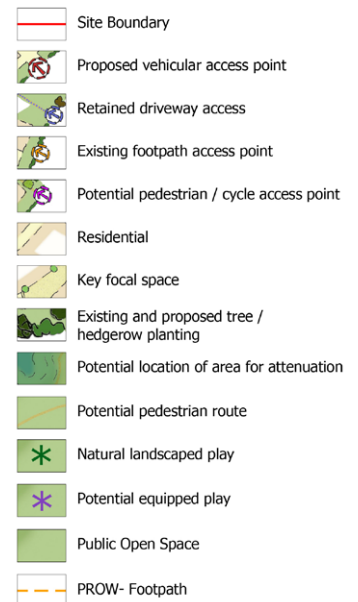 Site Boundary
Proposed vehicular access point
Retained driveway access
Existing footpath access point
Potential pedestrian / cycle access point
Residential
Key focal space
Existing and proposed tree /
hedgerow planting
Potential location of area for attenuation
Potential pedestrian route
Natural landscaped play
Potential equipped play
Public Open Space
PROW- Footpath